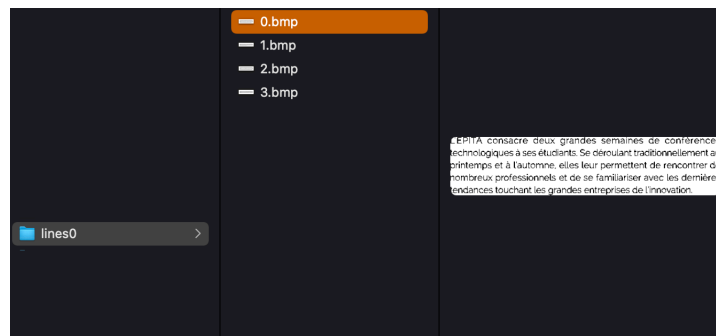 0.bmp
1.bmp
2.bmp
3.bmp
L'EPITA consacre deux grandes semaines de conférence
technologiques à ses étudiants. Se déroulant traditionnellement a
printemps et à l'automne, elles leur permettent de rencontrer d
nombreux professionnels et de se familiariser avec les dernière
tendances touchant les grandes entreprises de l'innovation.
lines0